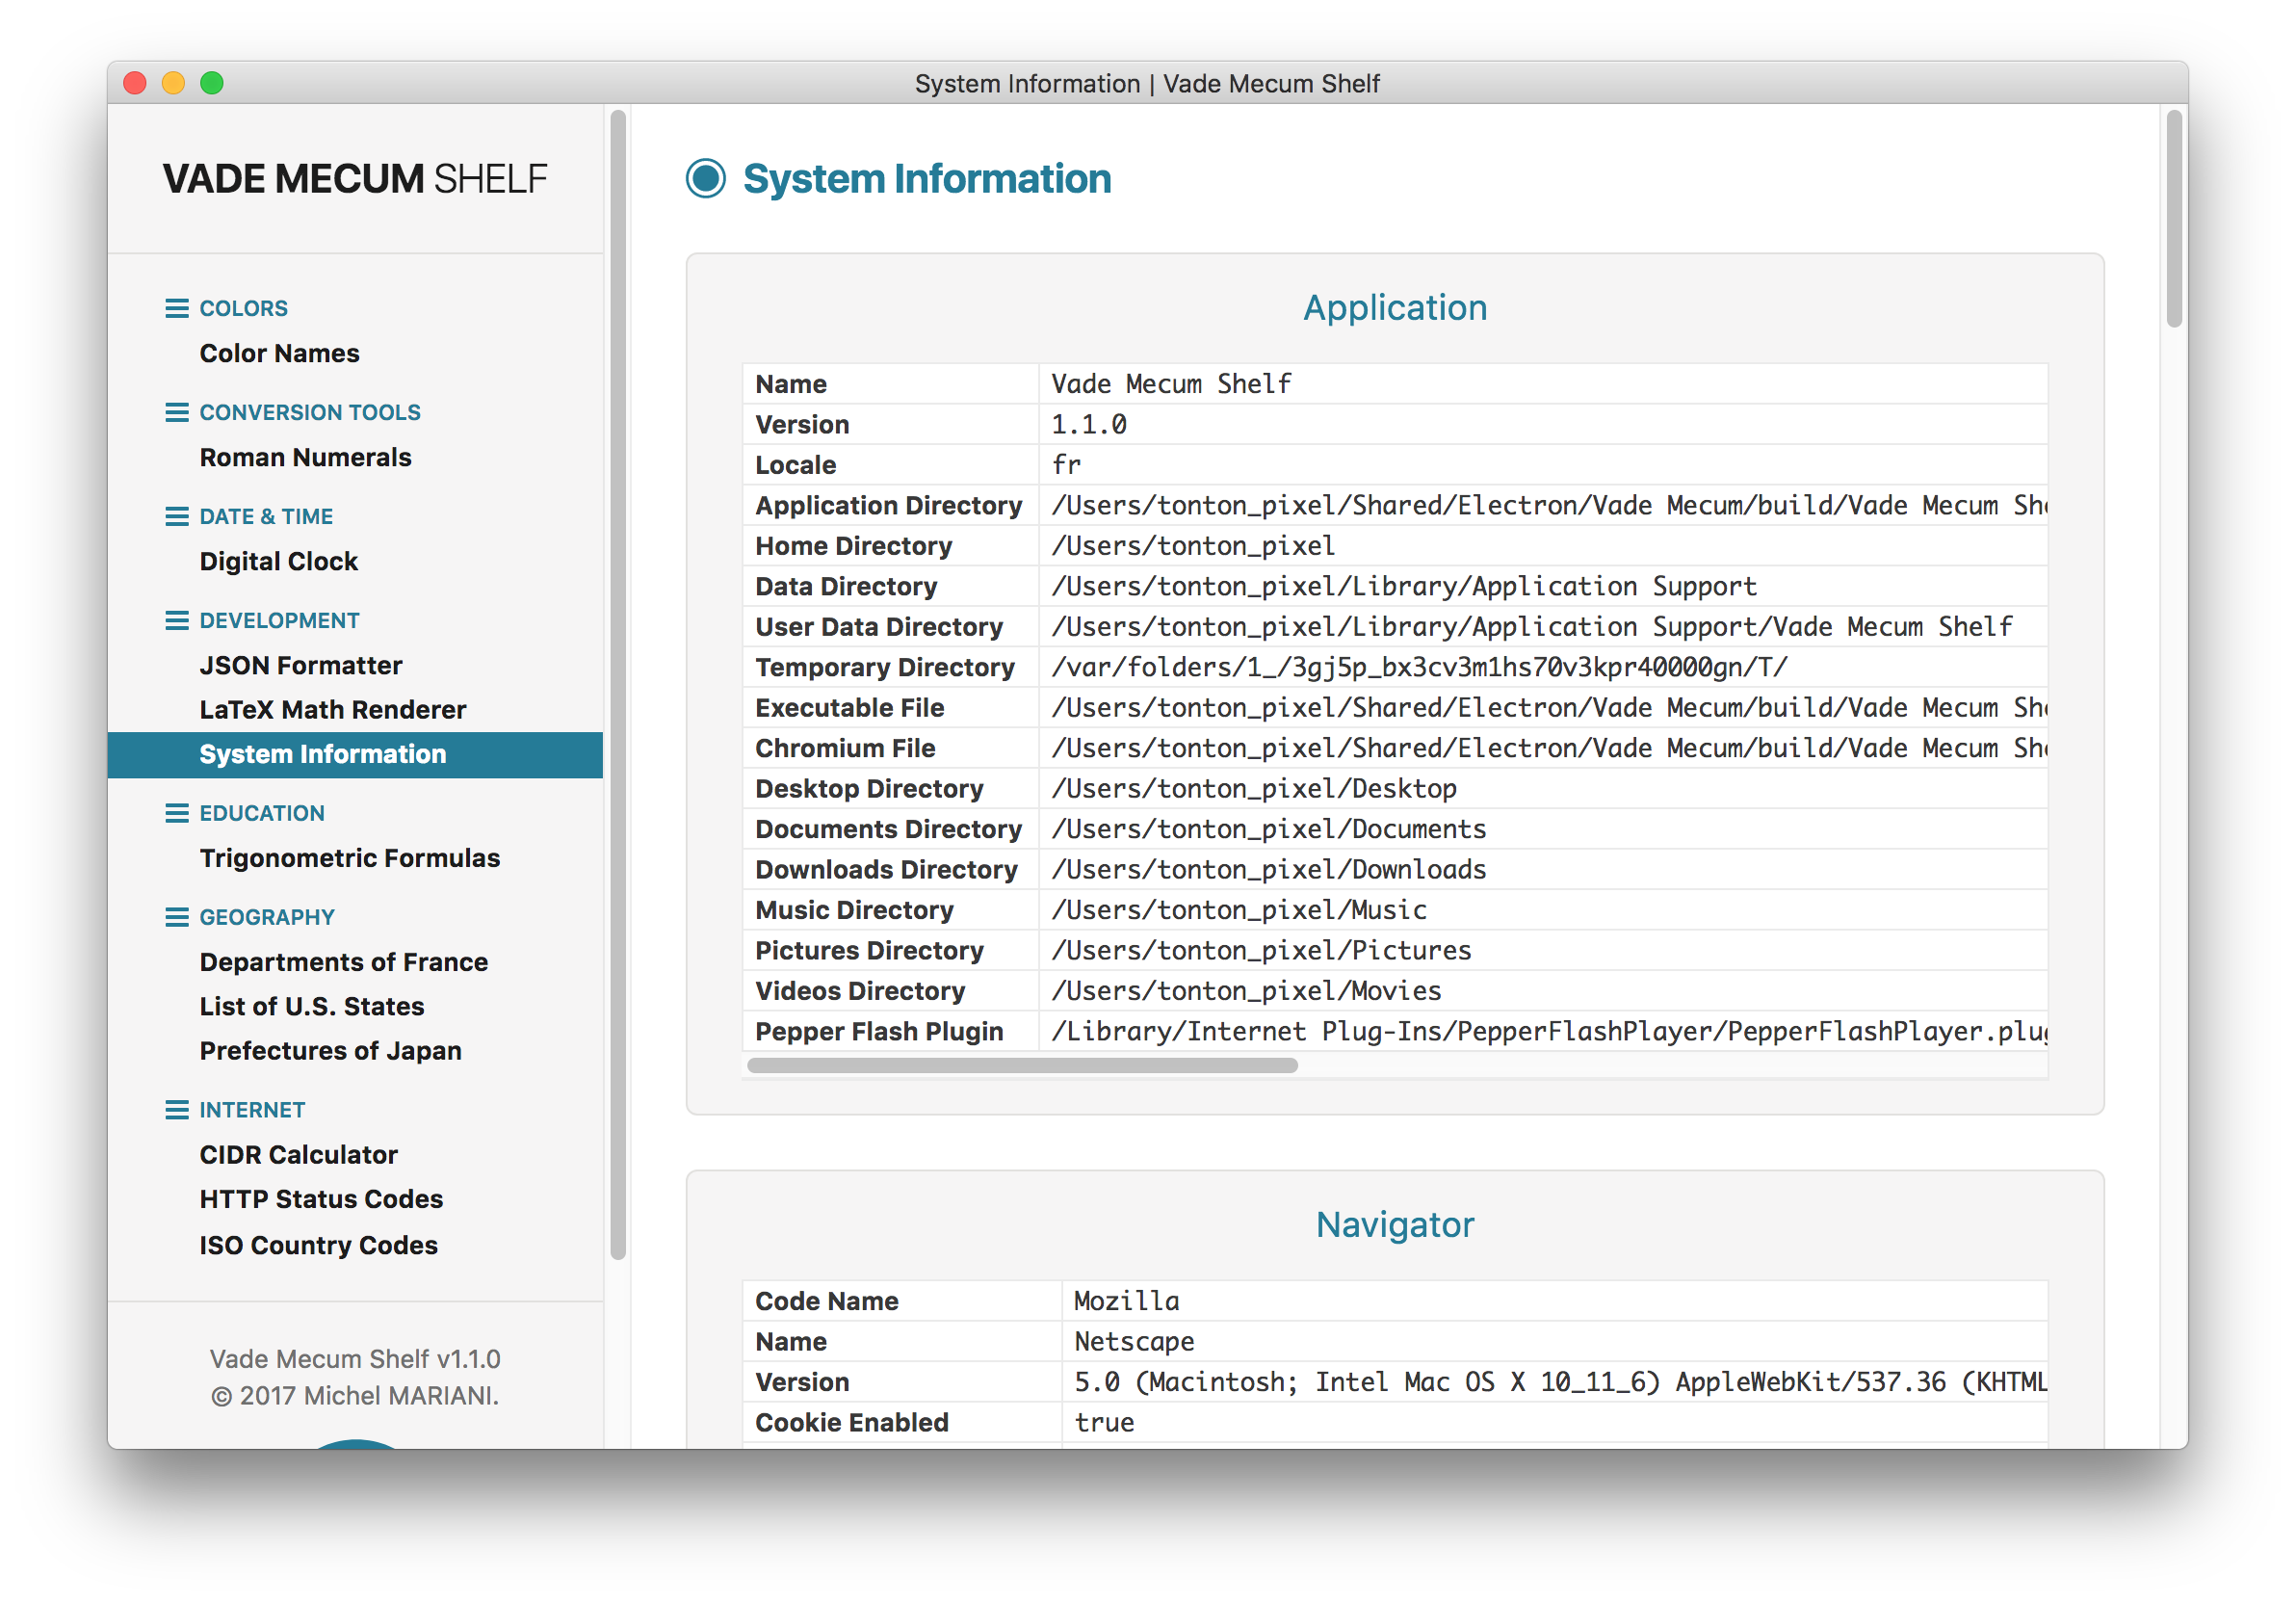 System Information | Vade Mecum Shelf
VADE MECUM SHELF
COLORS
Color Names
CONVERSION TOOLS
Roman Numerals
DATE & TIME
Digital Clock
DEVELOPMENT
JSON Formatter
LaTeX Math Renderer
System Information
EDUCATION
Trigonometric Formulas
GEOGRAPHY
Departments of France
List of U.S. States
Prefectures of Japan
INTERNET
CIDR Calculator
HTTP Status Codes
ISO Country Codes
Vade Mecum Shelf v1.1.0
© 2017 Michel MARIANI.
System Information
Application
Name Vade Mecum Shelf
Version 1.1.0
Locale fr
Application Directory /Users/tonton_pixel/Shared/Electron/Vade Mecum/build/Vade Mecum She
Home Directory /Users/tonton_pixel
Data Directory /Users/tonton_pixel/Library/Application Support
User Data Directory /Users/tonton_pixel/Library/Application Support/Vade Mecum Shelf
Temporary Directory /var/folders/1_/3gj5p_bx3cv3m1hs70v3kpr40000gn/T/
Executable File /Users/tonton_pixel/Shared/Electron/Vade Mecum/build/Vade Mecum She
Chromium File /Users/tonton_pixel/Shared/Electron/Vade Mecum/build/Vade Mecum She
Desktop Directory /Users/tonton_pixel/Desktop
Documents Directory /Users/tonton_pixel/Documents
Downloads Directory /Users/tonton_pixel/Downloads
Music Directory /Users/tonton_pixel/Music
Pictures Directory /Users/tonton_pixel/Pictures
Videos Directory /Users/tonton_pixel/Movies
Pepper Flash Plugin /Library/Internet Plug-Ins/PepperFlashPlayer/PepperFlashPlayer.plug
Navigator
Code Name Mozilla
Name Netscape
Version 5.0 (Macintosh; Intel Mac OS X 10_11_6) AppleWebKit/537.36 (KHTML
Cookie Enabled true